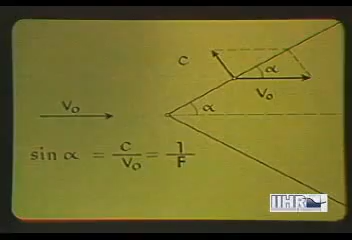 c
α
V₀
V₀
α
sin α = c/V₀ = 1/F
IIHR